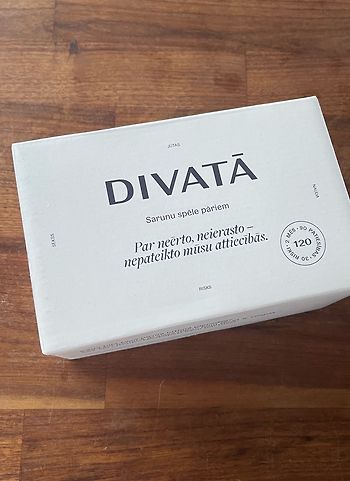 JŪTAS
DIVATĀ
Sarunu spēle pāriem
SEKSS
NAUDA
Par neērto, neierasto –
nepateikto mūsu attiecībās.
120
RISKS